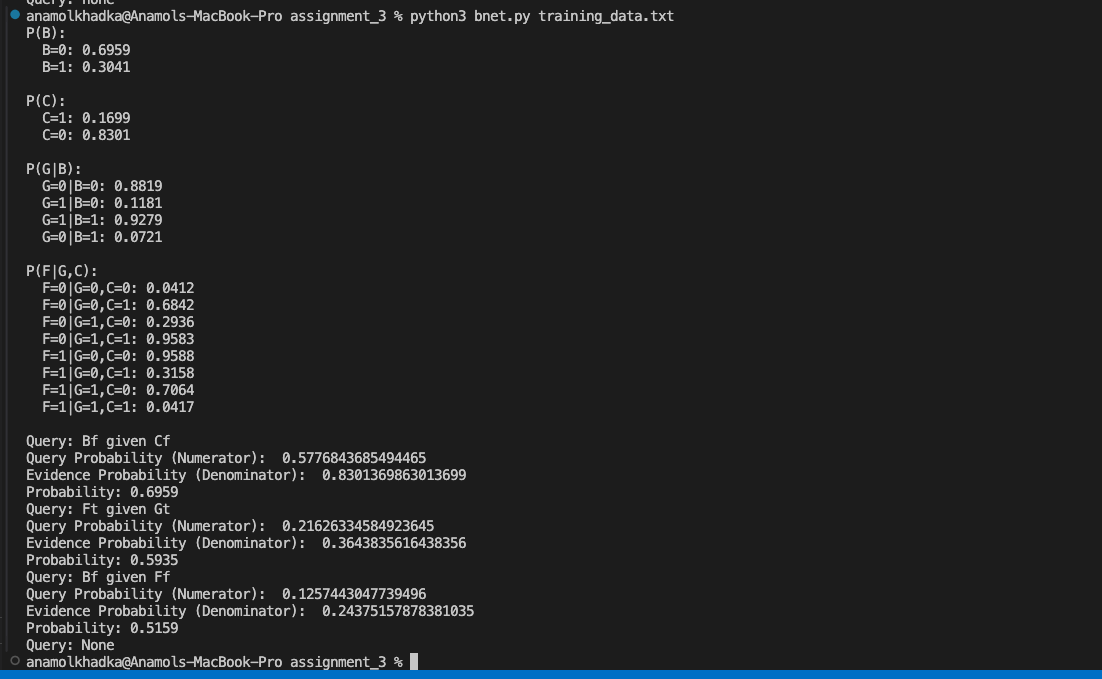 Query: None
anamolkhadka@Anamols-MacBook-Pro assignment_3 % python3 bnet.py training_data.txt
P(B):
  B=0: 0.6959
  B=1: 0.3041

P(C):
  C=1: 0.1699
  C=0: 0.8301

P(G|B):
  G=0|B=0: 0.8819
  G=1|B=0: 0.1181
  G=1|B=1: 0.9279
  G=0|B=1: 0.0721

P(F|G,C):
  F=0|G=0,C=0: 0.0412
  F=0|G=0,C=1: 0.6842
  F=0|G=1,C=0: 0.2936
  F=0|G=1,C=1: 0.9583
  F=1|G=0,C=0: 0.9588
  F=1|G=0,C=1: 0.3158
  F=1|G=1,C=0: 0.7064
  F=1|G=1,C=1: 0.0417

Query: Bf given Cf
Query Probability (Numerator):  0.5776843685494465
Evidence Probability (Denominator):  0.8301369863013699
Probability: 0.6959
Query: Ft given Gt
Query Probability (Numerator):  0.21626334584923645
Evidence Probability (Denominator):  0.3643835616438356
Probability: 0.5935
Query: Bf given Ff
Query Probability (Numerator):  0.1257443047739496
Evidence Probability (Denominator):  0.24375157878381035
Probability: 0.5159
Query: None
anamolkhadka@Anamols-MacBook-Pro assignment_3 %